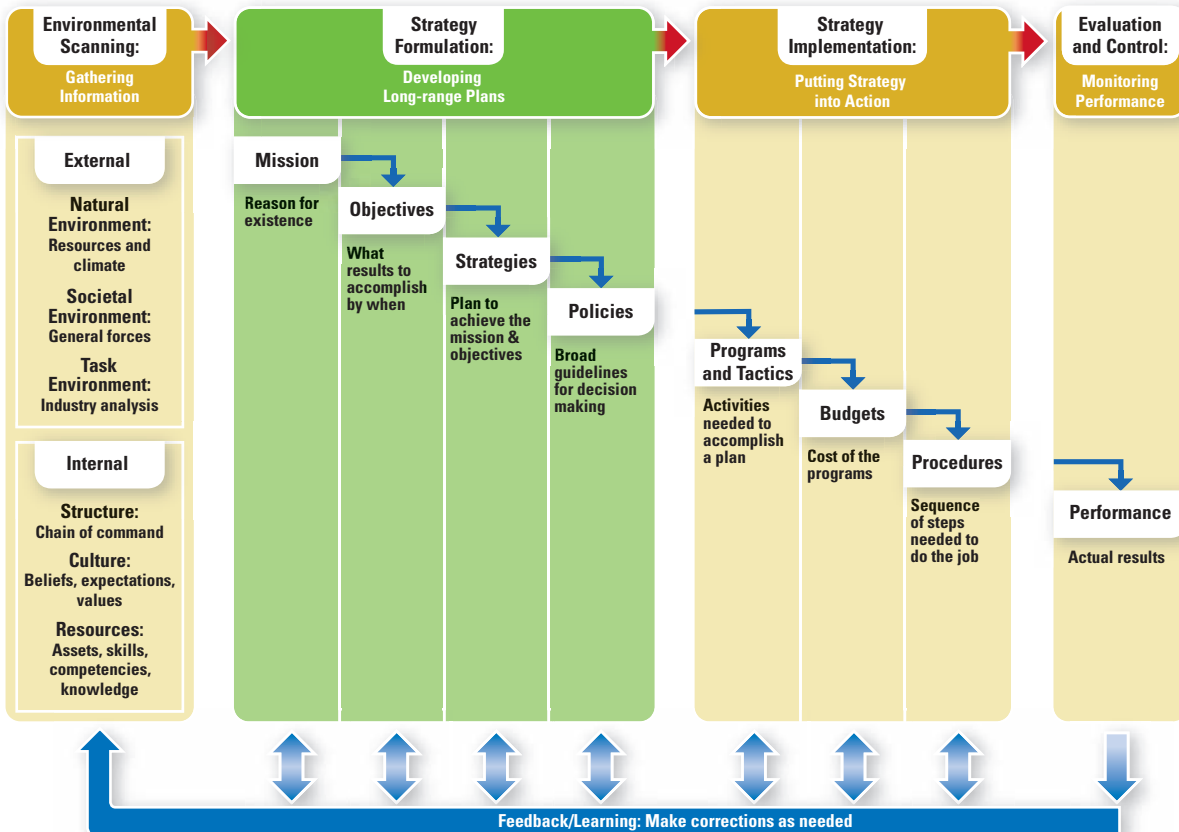 Environmental
Scanning:
Gathering
Information
External
Natural
Environment:
Resources and
climate
Societal
Environment:
General forces
Task
Environment:
Industry analysis
Internal
Structure:
Chain of command
Culture:
Beliefs, expectations,
values
Resources:
Assets, skills,
competencies,
knowledge
Strategy
Formulation:
Developing
Long-range Plans
Mission
Reason for
existence
Objectives
What
results to
accomplish
by when
Strategies
Plan to
achieve the
mission &
objectives
Policies
Broad
guidelines
for decision
making
Strategy
Implementation:
Putting Strategy
into Action
Programs
and Tactics
Activities
needed to
accomplish
a plan
Budgets
Cost of the
programs
Procedures
Sequence
of steps
needed to
do the job
Evaluation
and Control:
Monitoring
Performance
Performance
Actual results
Feedback/Learning: Make corrections as needed